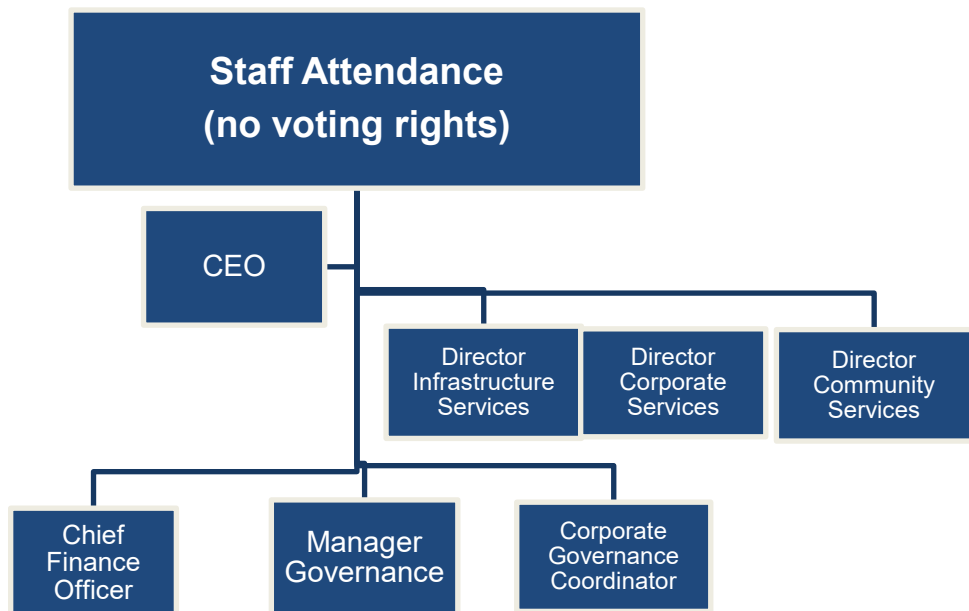 Staff Attendance
(no voting rights)
CEO
Director
Infrastructure
Services
Director
Corporate
Services
Director
Community
Services
Chief
Finance
Officer
Manager
Governance
Corporate
Governance
Coordinator